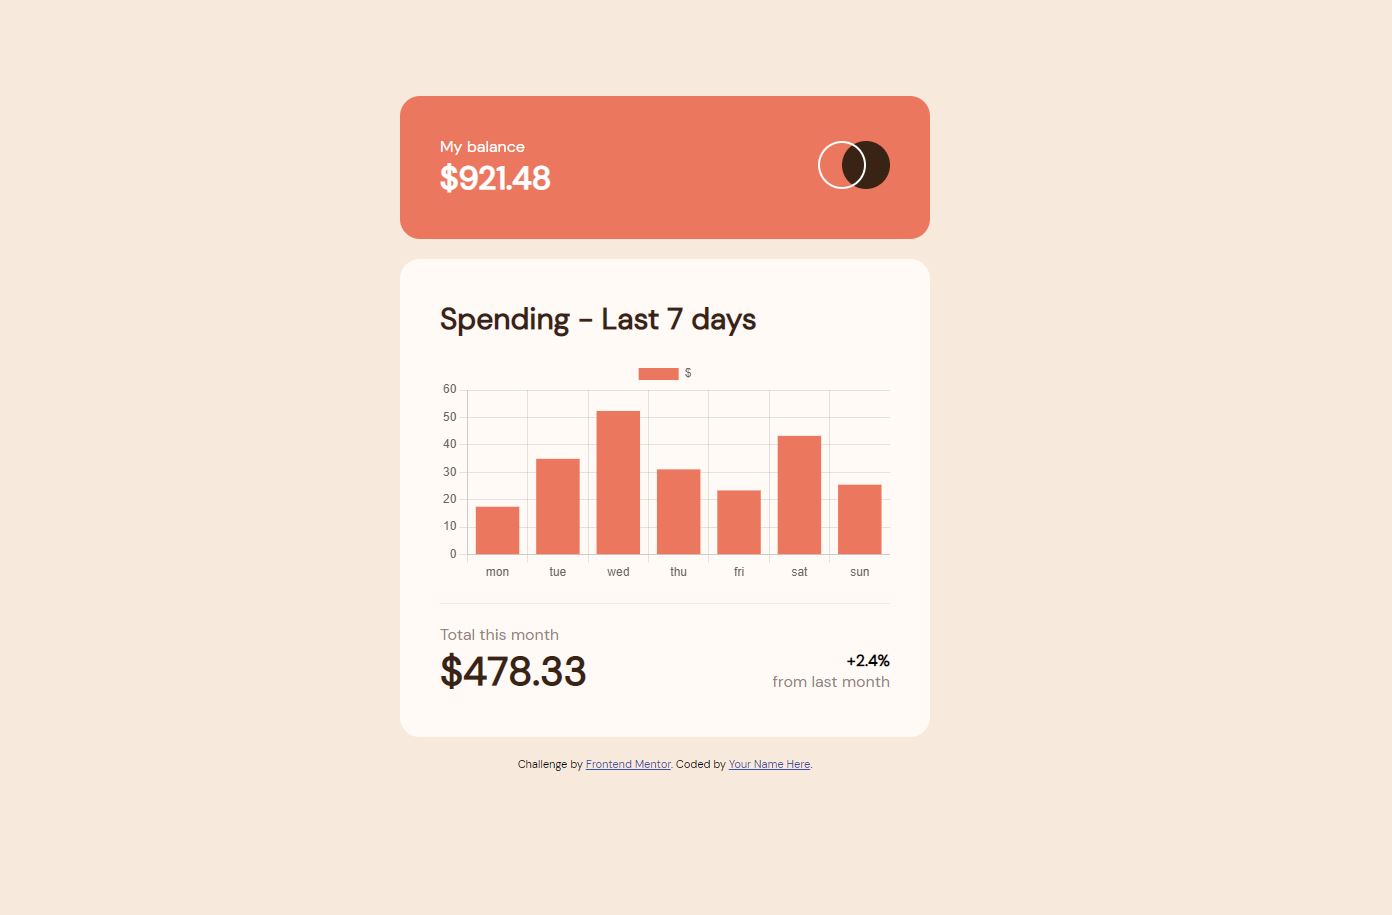 My balance
$921.48
Spending - Last 7 days
$
60
50
40
30
20
10
0
mon tue wed thu fri sat sun
Total this month
$478.33
+2.4%
from last month
Challenge by Frontend Mentor. Coded by Your Name Here.